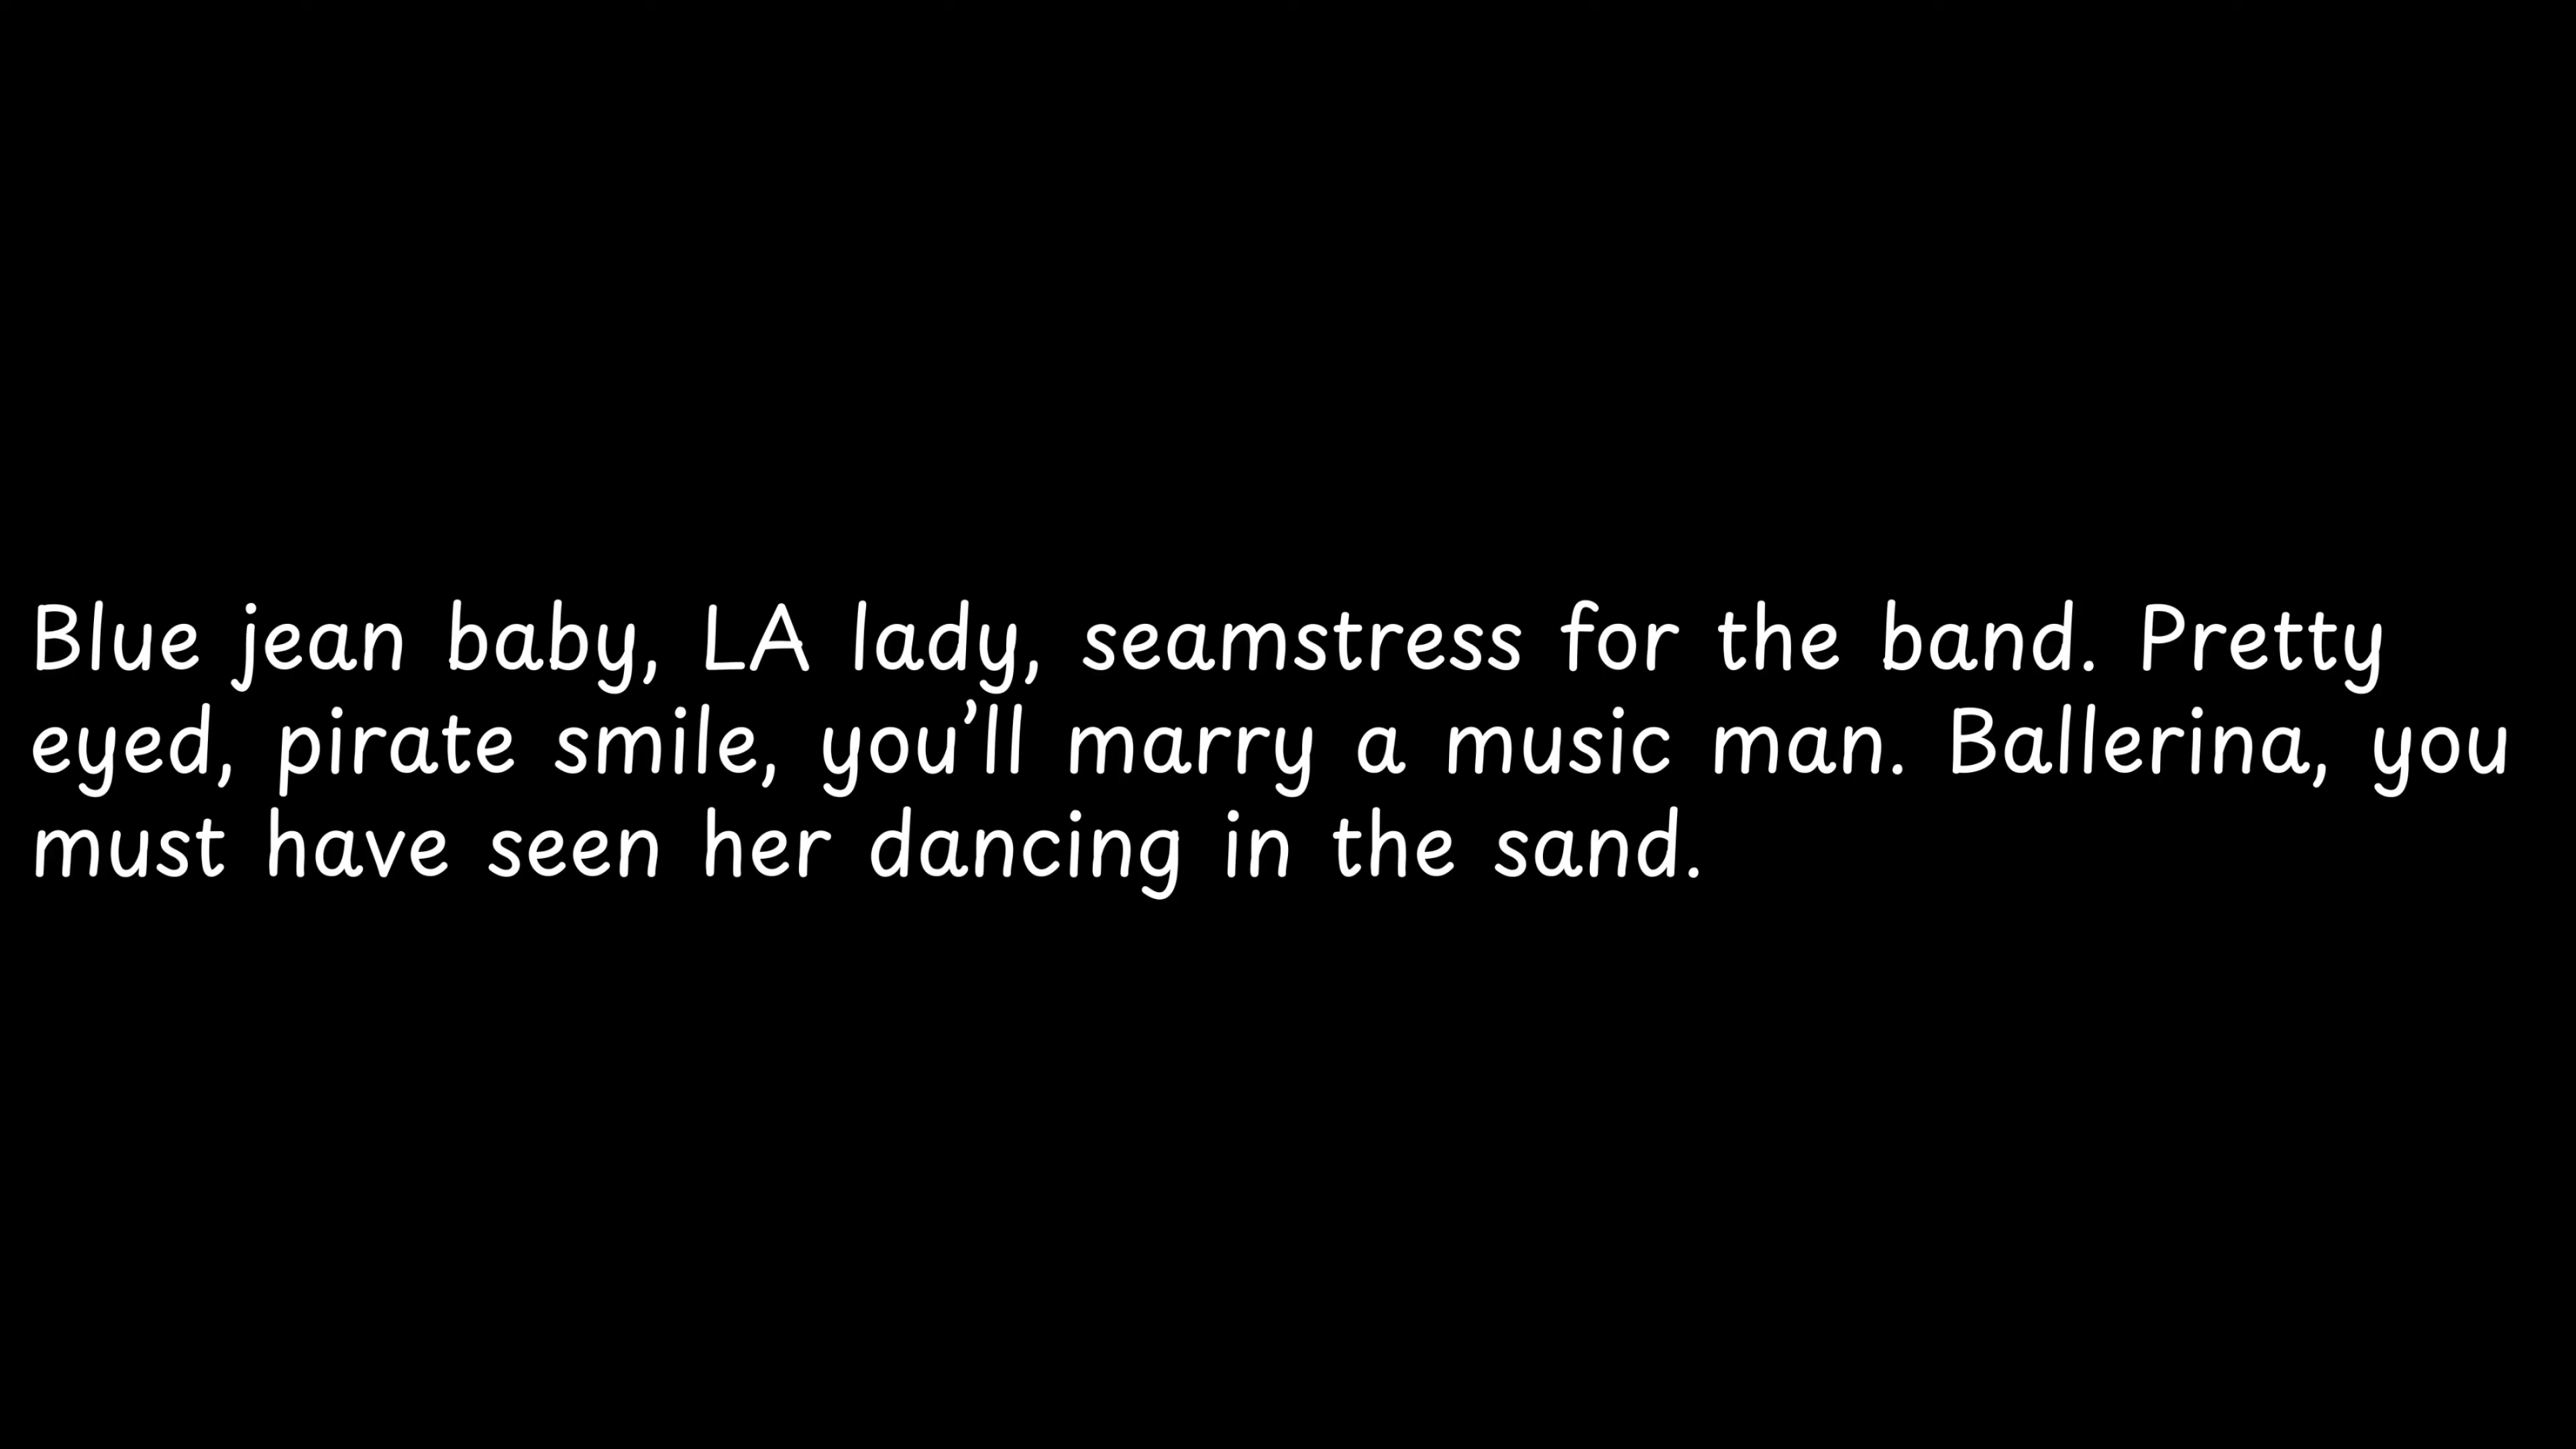 Blue jean baby, LA lady, seamstress for the band. Pretty
eyed, pirate smile, you’ll marry a music man. Ballerina, you
must have seen her dancing in the sand.